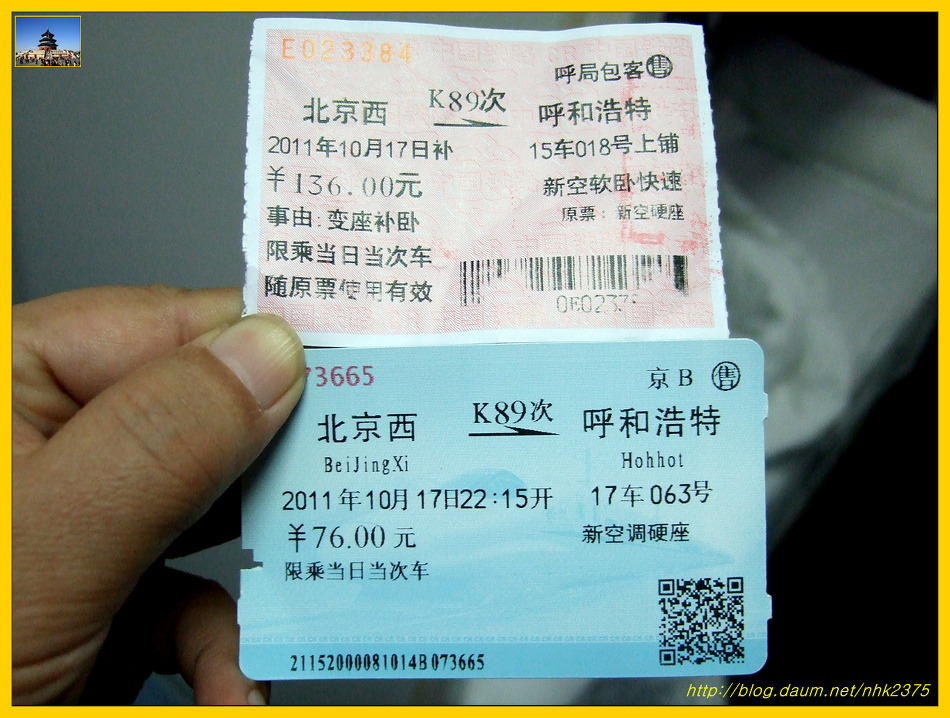 E023384
呼局包客售
北京西 K89次 呼和浩特
2011年10月17日补 15车018号上铺
￥136.00元 新空软卧快速
事由:变座补卧 原票：新空硬座
限乘当日当次车
随原票使用有效
73665 京B 售
北京西 K89次 呼和浩特
BeiJingXi Hohhot
2011年10月17日22:15开 17车063号
￥76.00元 新空调硬座
限乘当日当次车
21152000081014B073665
http://blog.daum.net/nhk2375